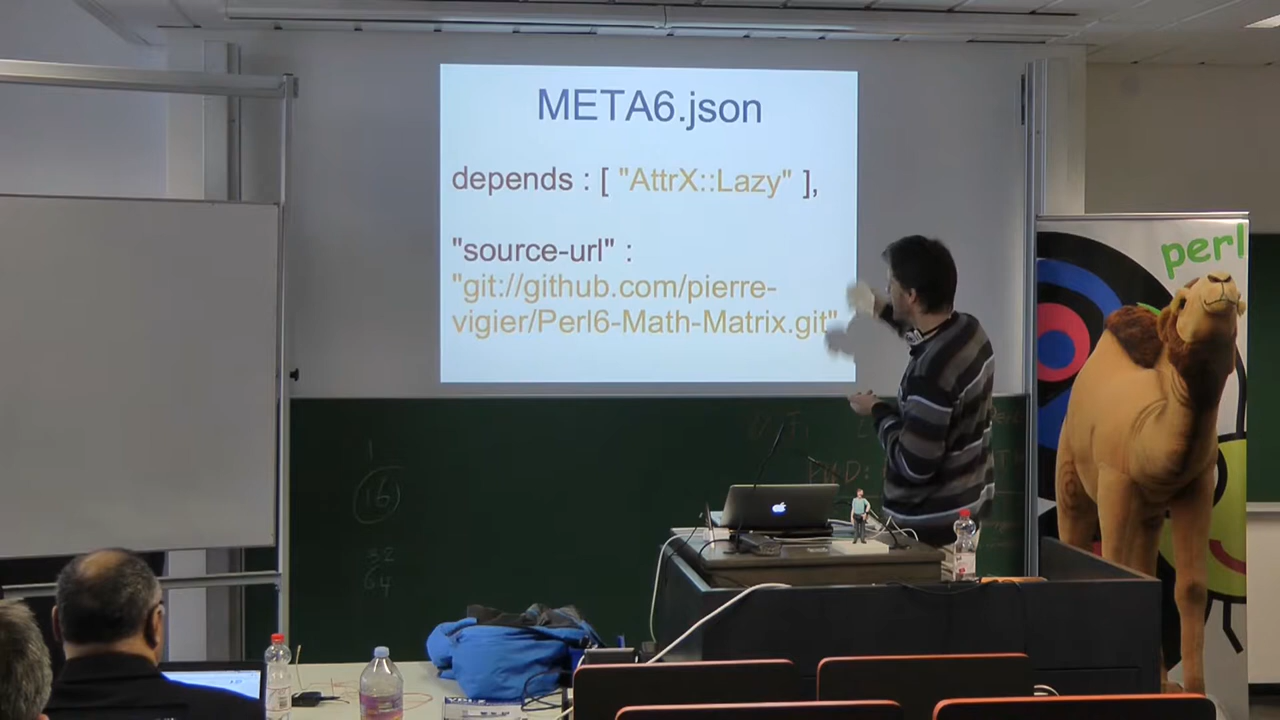 META6.json
depends : [ "AttrX::Lazy" ],
"source-url" :
"git://github.com/pierre-
vigier/Perl6-Math-Matrix.git"
perl
1
16
32
64